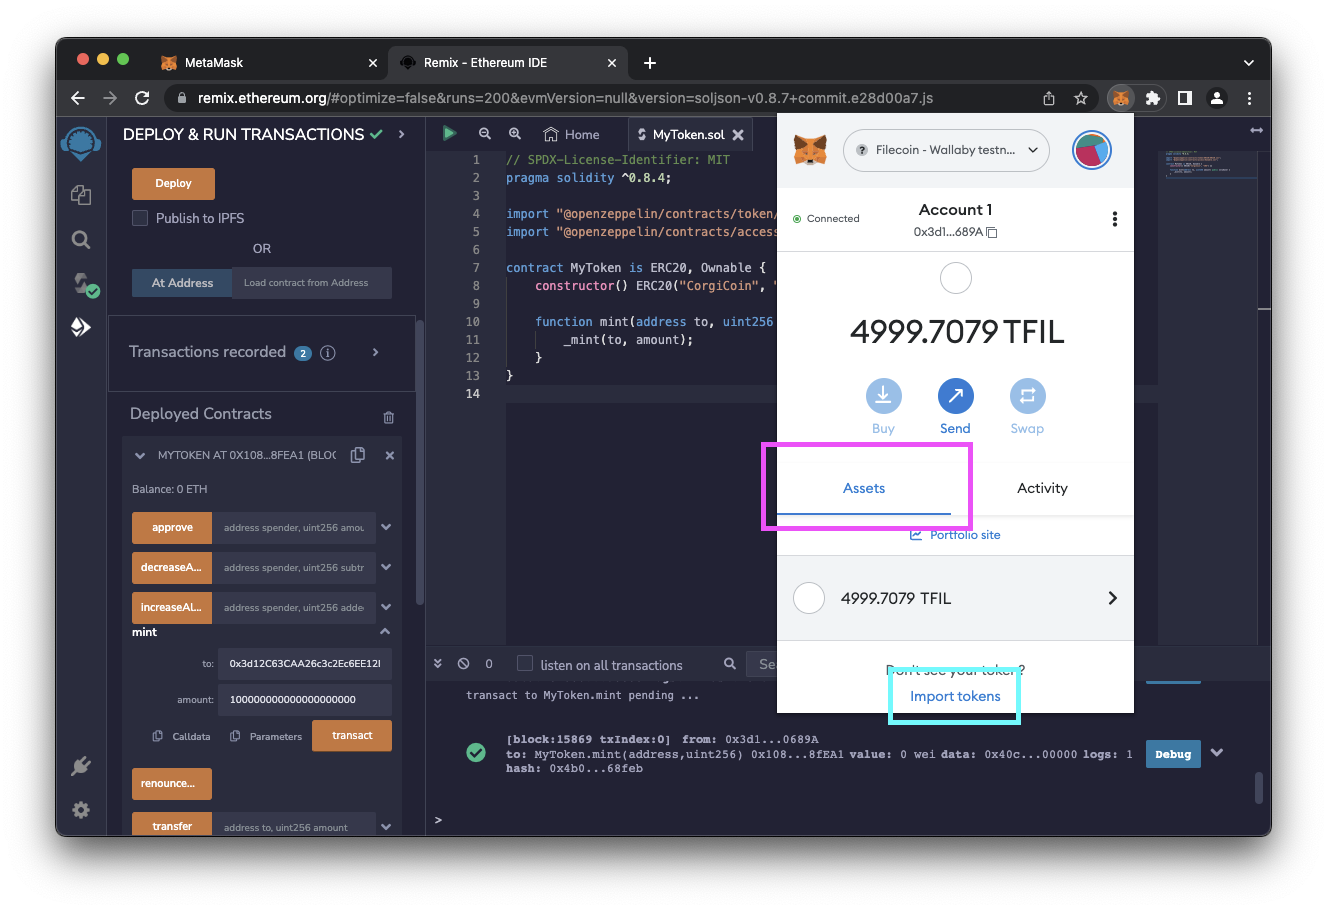 MetaMask
Remix - Ethereum IDE
remix.ethereum.org/#optimize=false&runs=200&evmVersion=null&version=soljson-v0.8.7+commit.e28d00a7.js
DEPLOY & RUN TRANSACTIONS
Deploy
Publish to IPFS
OR
At Address
Load contract from Address
Transactions recorded 2 i
Deployed Contracts
MYTOKEN AT 0X108...8FEA1 (BLOC
Balance: 0 ETH
approve
address spender, uint256 amou
decreaseA...
address spender, uint256 subtr
increaseAl...
address spender, uint256 adde
mint
to: 0x3d12C63CAA26c3c2Ec6EE12I
amount:
Calldata
Parameters
transact
renounce...
transfer
address to, uint256 amount
Home
MyToken.sol
1 // SPDX-License-Identifier: MIT
2 pragma solidity ^0.8.4;
3
4 import "@openzeppelin/contracts/token/
5 import "@openzeppelin/contracts/access
6
7 contract MyToken is ERC20, Ownable {
8 constructor() ERC20("CorgiCoin", "
9
10 function mint(address to, uint256
11 _mint(to, amount);
12 }
13 }
14
0
listen on all transactions
Se
transact to MyToken.mint pending ...
[block:15869 txIndex:0] from: 0x3d1...0689A
to: MyToken.mint(address,uint256) 0x108...8fEA1 value: 0 wei data: 0x40c...00000 logs: 1
hash: 0x4b0...68feb
Debug
>
Filecoin - Wallaby testn...
Connected
Account 1
0x3d1...689A
4999.7079 TFIL
Buy
Send
Swap
Assets
Activity
Portfolio site
4999.7079 TFIL
Don't see your token?
Import tokens